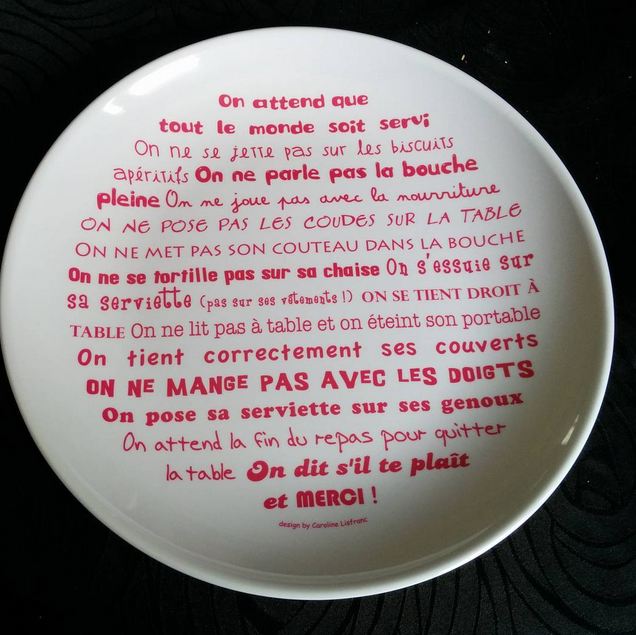 On attend que
tout le monde soit servi
On ne se jette pas sur les biscuits
apéritifs On ne parle pas la bouche
pleine On ne joue pas avec la nourriture
ON NE POSE PAS LES COUDES SUR LA TABLE
ON NE MET PAS SON COUTEAU DANS LA BOUCHE
On ne se tortille pas sur sa chaise On s'essuie sur
sa serviette (pas sur ses vêtements !) ON SE TIENT DROIT À
TABLE On ne lit pas à table et on éteint son portable
On tient correctement ses couverts
ON NE MANGE PAS AVEC LES DOIGTS
On pose sa serviette sur ses genoux
On attend la fin du repas pour quitter
la table On dit s'il te plaît
et MERCI !
design by Caroline Lisfranc